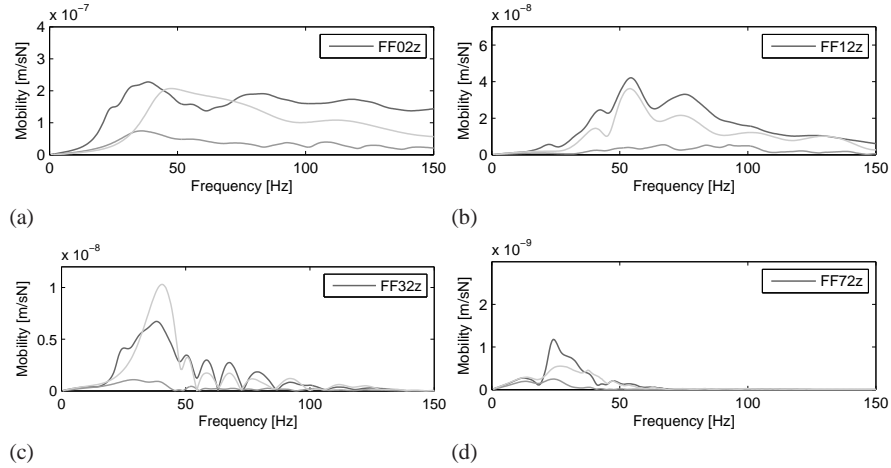 x 10⁻⁷
4
3
2
1
0
0 50 100 150
Mobility [m/sN]
Frequency [Hz]
FF02z
(a)
x 10⁻⁸
6
4
2
0
0 50 100 150
Mobility [m/sN]
Frequency [Hz]
FF12z
(b)
x 10⁻⁸
1
0.5
0
0 50 100 150
Mobility [m/sN]
Frequency [Hz]
FF32z
(c)
x 10⁻⁹
3
2
1
0
0 50 100 150
Mobility [m/sN]
Frequency [Hz]
FF72z
(d)